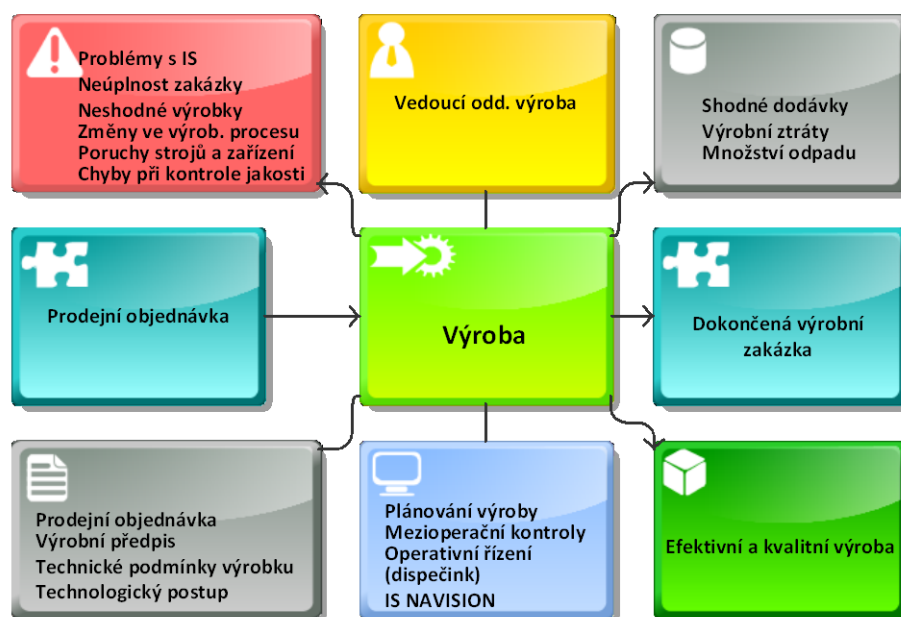 Problémy s IS
Neúplnost zakázky
Neshodné výrobky
Změny ve výrob. procesu
Poruchy strojů a zařízení
Chyby při kontrole jakosti
Vedoucí odd. výroba
Shodné dodávky
Výrobní ztráty
Množství odpadu
Prodejní objednávka
Výroba
Dokončená výrobní
zakázka
Prodejní objednávka
Výrobní předpis
Technické podmínky výrobku
Technologický postup
Plánování výroby
Mezioperační kontroly
Operativní řízení
(dispečink)
IS NAVISION
Efektivní a kvalitní výroba